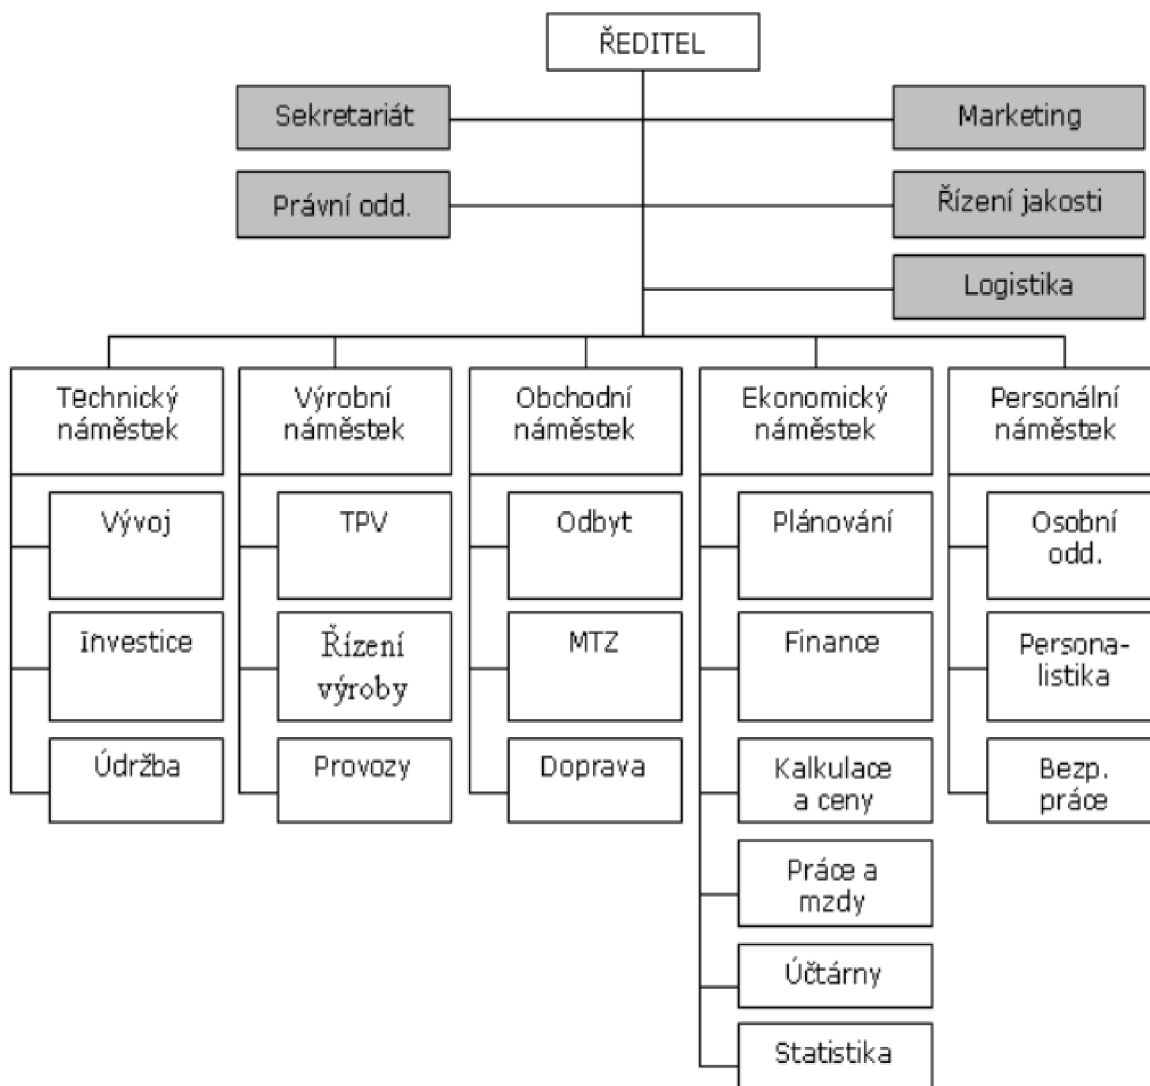 ŘEDITEL
Sekretariát
Marketing
Právní odd.
Řízení jakosti
Logistika
Technický
náměstek
Výrobní
náměstek
Obchodní
náměstek
Ekonomický
náměstek
Personální
náměstek
Vývoj
TPV
Odbyt
Plánování
Osobní
odd.
Investice
Řízení
výroby
MTZ
Finance
Persona-
listika
Údržba
Provozy
Doprava
Kalkulace
a ceny
Bezp.
práce
Práce a
mzdy
Účtárny
Statistika